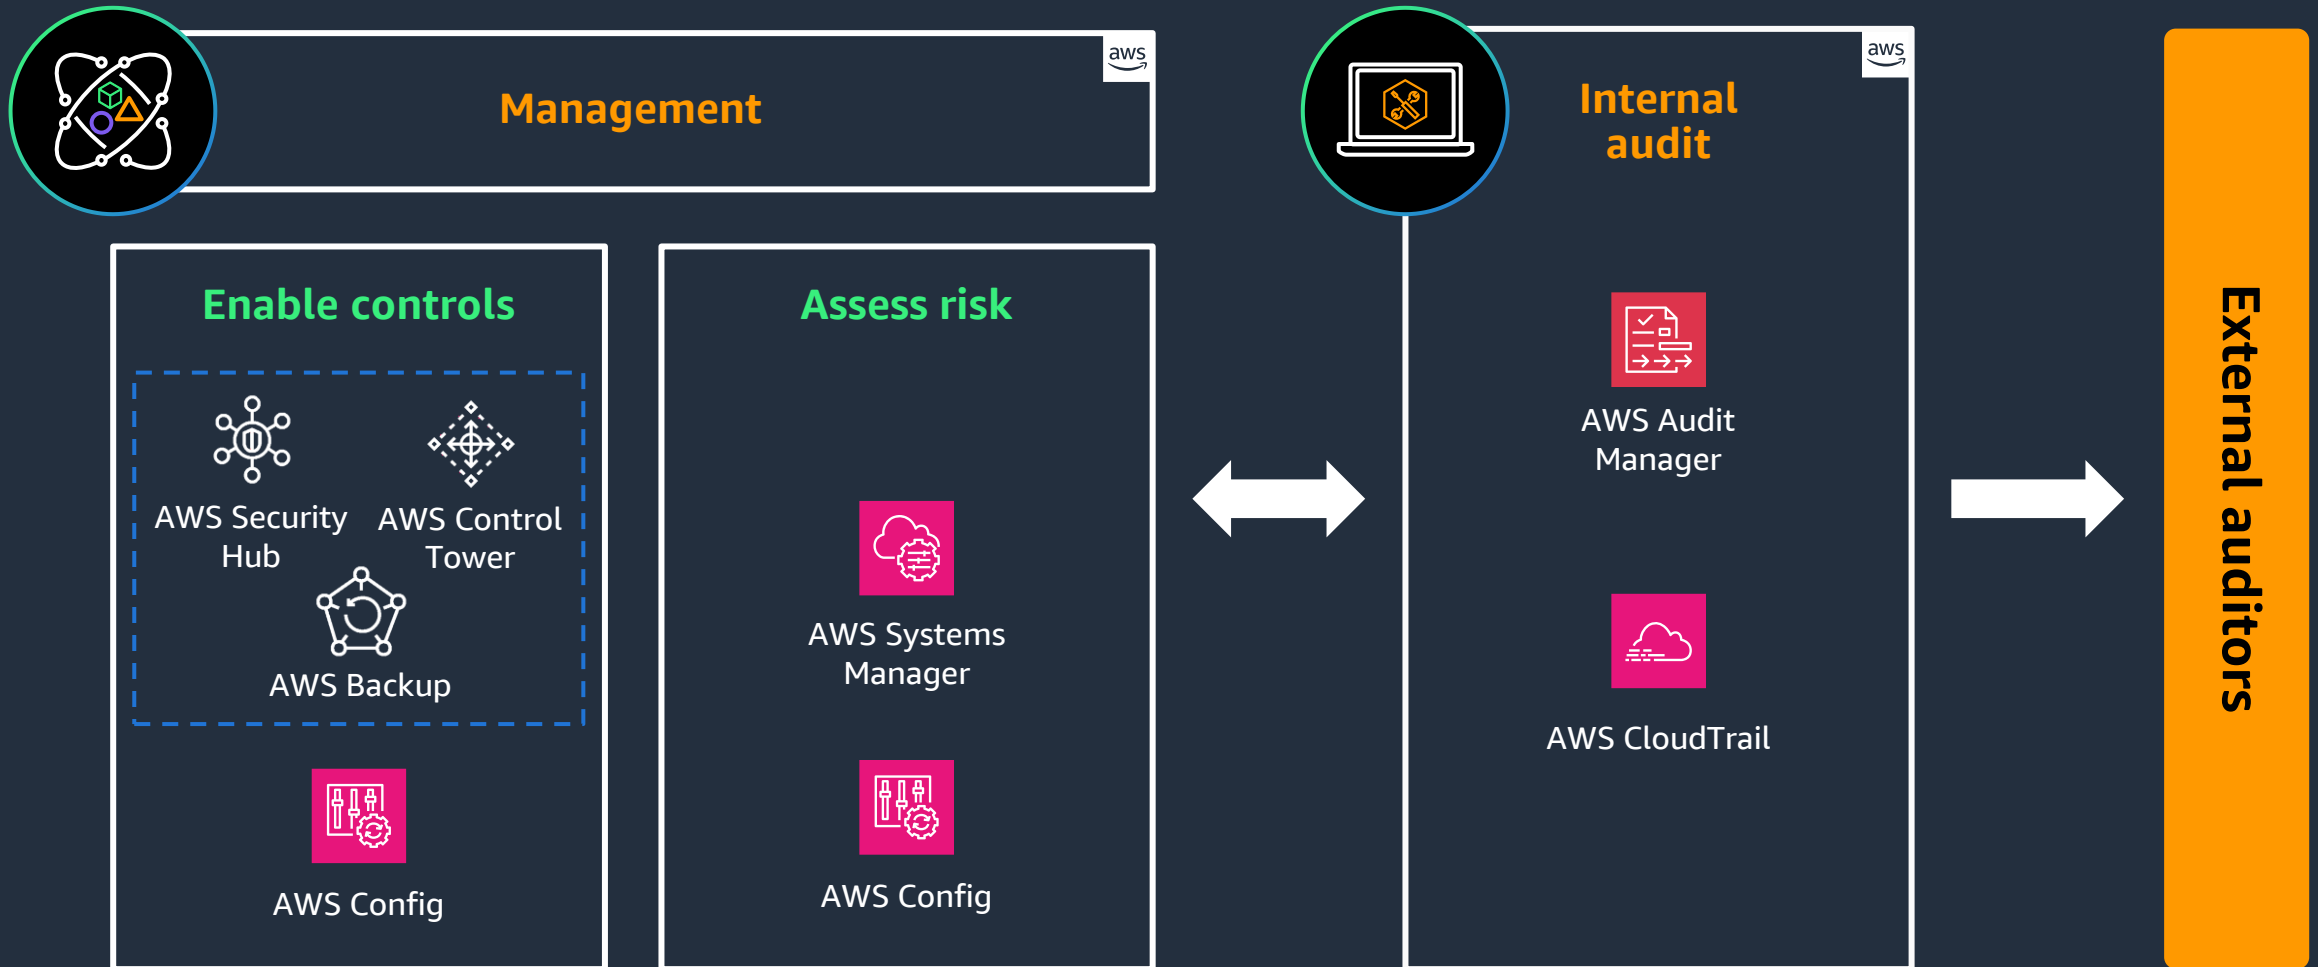 Management
aws
Enable controls
AWS Security
Hub
AWS Control
Tower
AWS Backup
AWS Config
Assess risk
AWS Systems
Manager
AWS Config
Internal
audit
aws
AWS Audit
Manager
AWS CloudTrail
External auditors